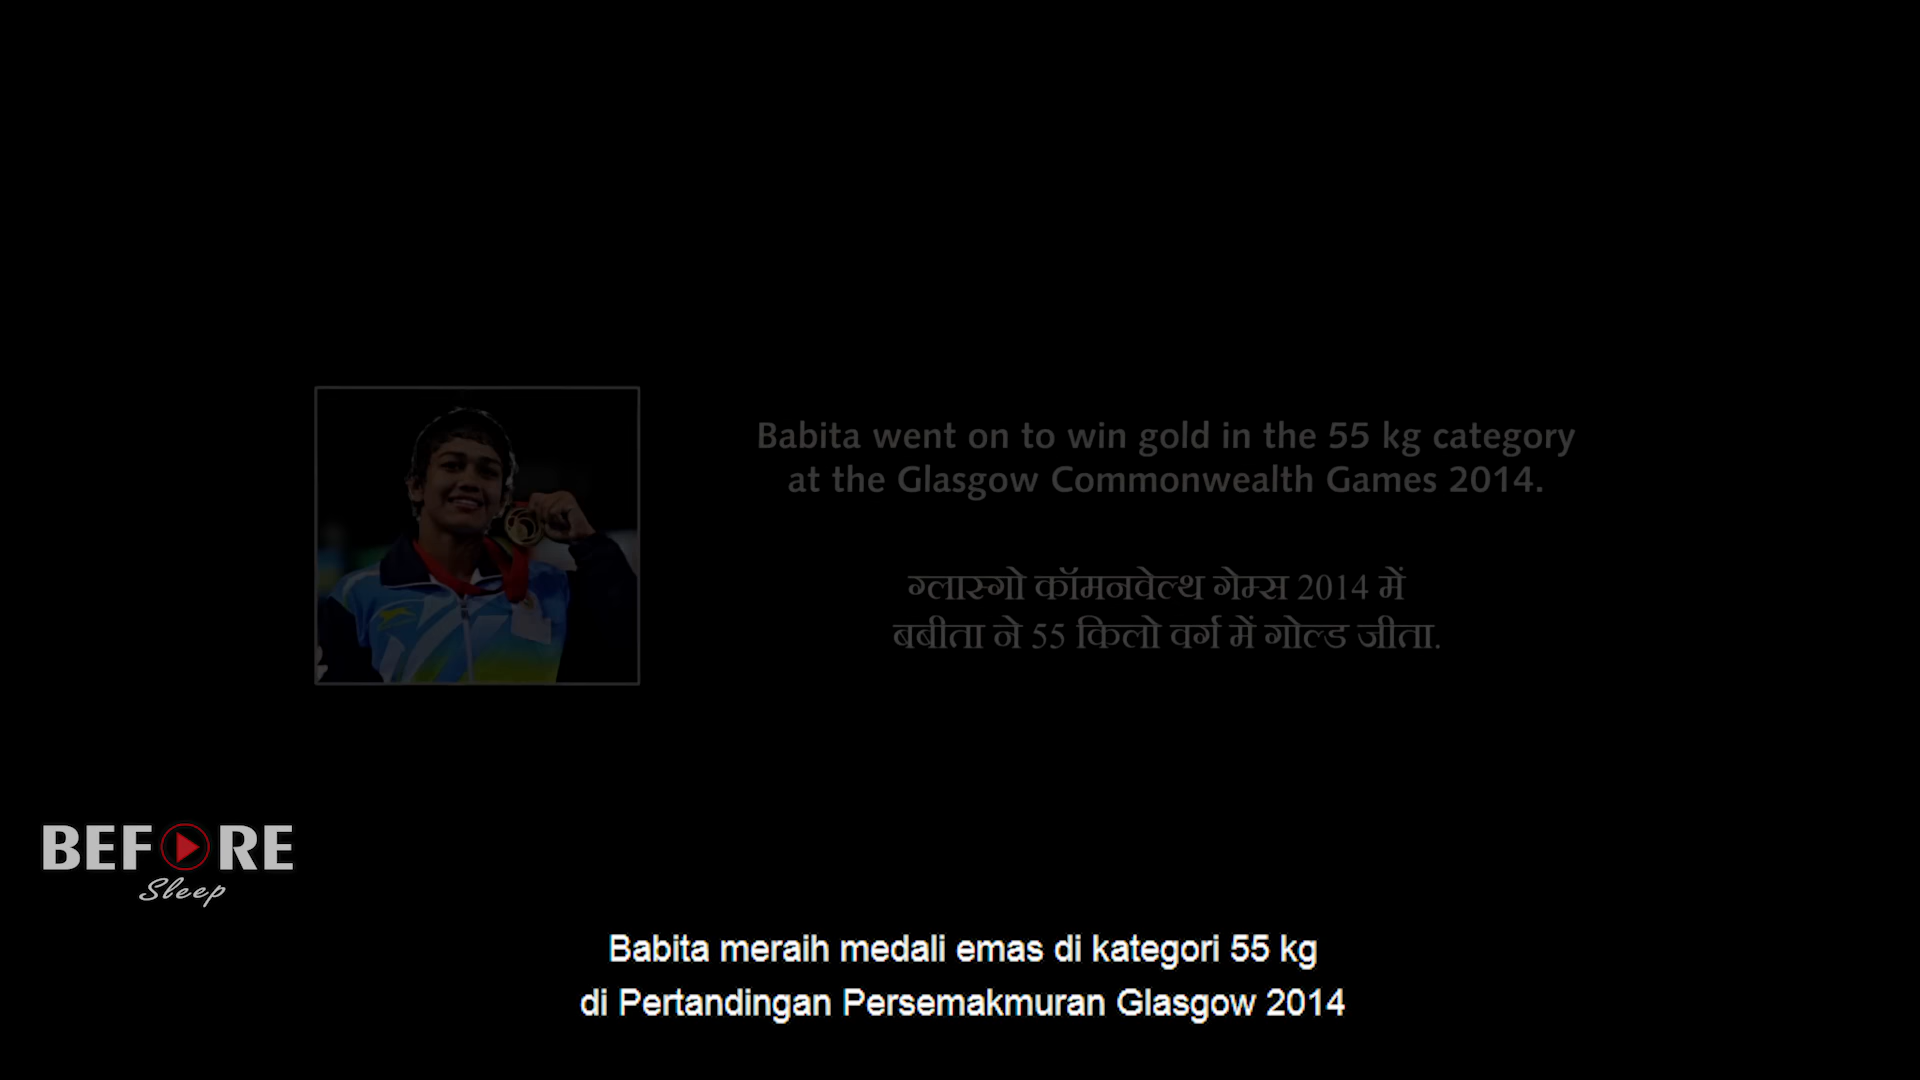 Babita went on to win gold in the 55 kg category
at the Glasgow Commonwealth Games 2014.
ग्लास्गो कॉमनवेल्थ गेम्स 2014 में
बबीता ने 55 किलो वर्ग में गोल्ड जीता.
BEFORE
Sleep
Babita meraih medali emas di kategori 55 kg
di Pertandingan Persemakmuran Glasgow 2014